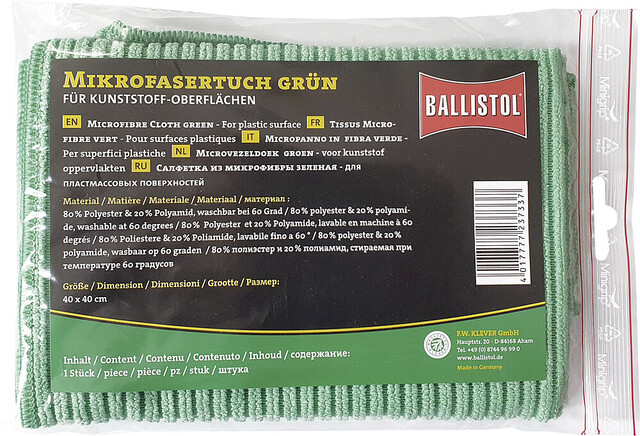 MIKROFASERTUCH GRÜN
FÜR KUNSTSTOFF-OBERFLÄCHEN
BALLISTOL®
EN MICROFIBRE CLOTH GREEN - For plastic surface FR TISSUS MICRO-
FIBRE VERT - Pour surfaces plastiques IT MICROPANNO IN FIBRA VERDE -
Per superfici plastiche NL MICROVEZELDOEK GROEN - voor kunststof
oppervlakten RU САЛФЕТКА ИЗ МИКРОФИБРЫ ЗЕЛЕНАЯ - для
пластмассовых поверхностей
Material / Matière / Materiale / Materiaal / материал :
80 % Polyester & 20 % Polyamid, waschbar bei 60 Grad / 80 % polyester & 20 % polyami-
de, washable at 60 degrees / 80 % Polyester et 20 % Polyamide, lavable en machine à 60
degrés / 80 % Poliestere & 20 % Poliamide, lavabile fino a 60 ° / 80 % polyester & 20 %
polyamide, wasbaar op 60 graden / 80 % полиэстер и 20 % полиамид, стираемая при
температуре 60 градусов
Größe / Dimension / Dimensioni / Grootte / Размер:
40 x 40 cm
4 017777 237337
Inhalt / Content / Contenu / Contenuto / Inhoud / содержание:
1 Stück / piece / pièce / pz / stuk / штука
F.W. KLEVER GmbH
Hauptstr. 20 - D-84168 Aham
Tel. +49 (0) 8744 96 99 0
www.ballistol.de
Made in Germany
Minigrip®
Minigrip®